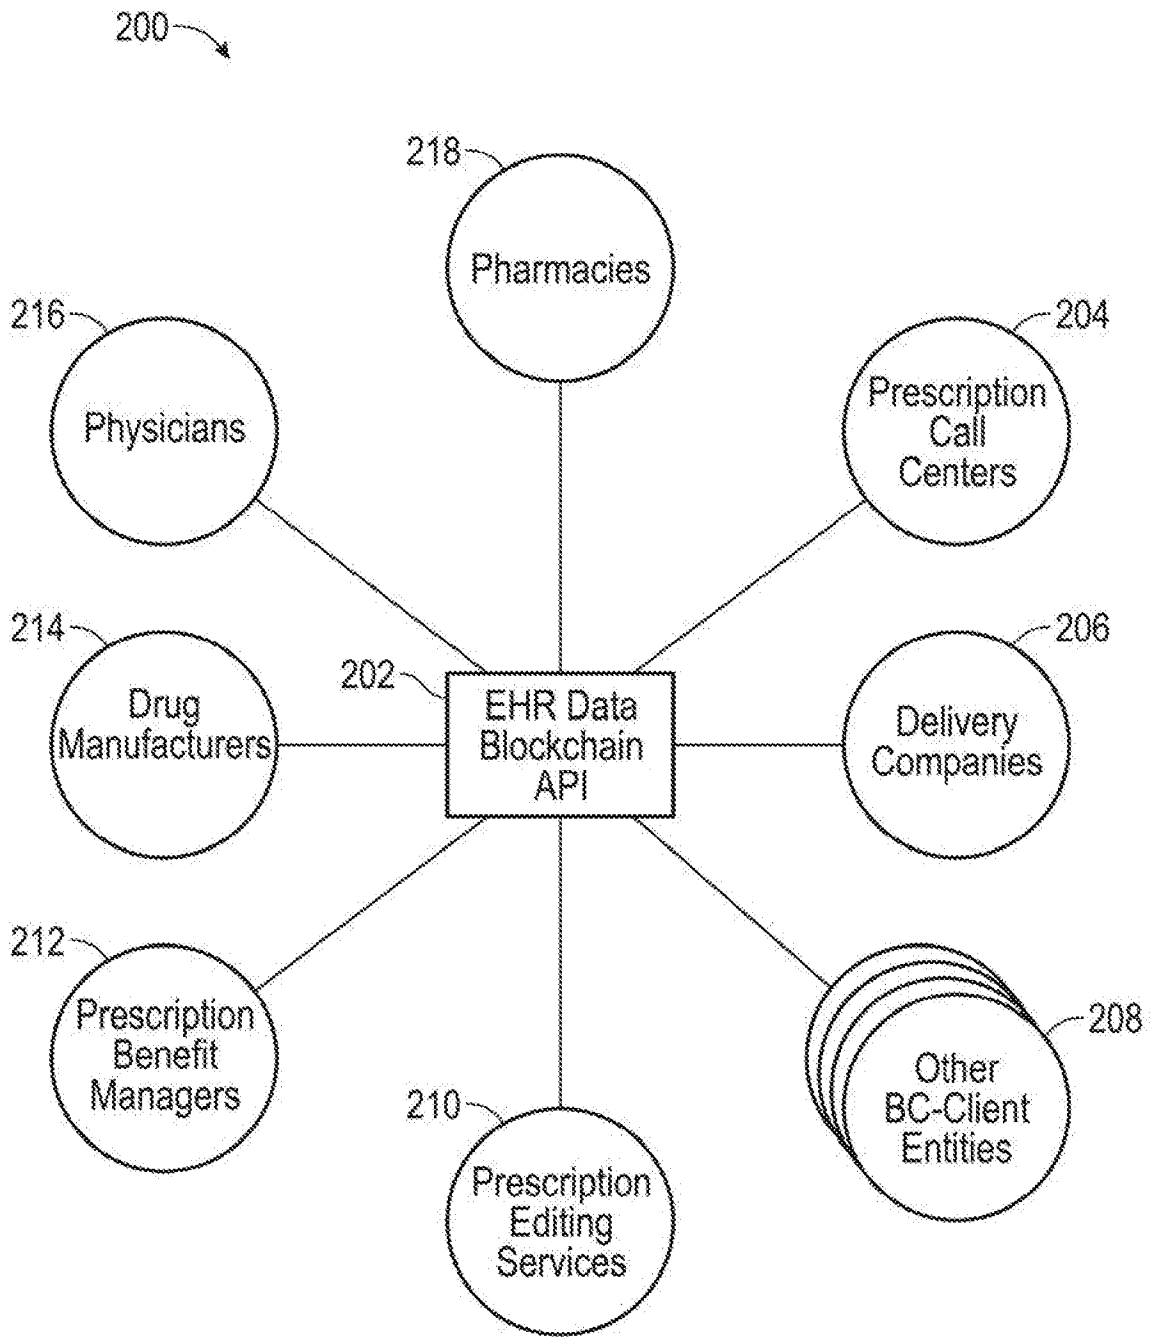 200
218
Pharmacies
216
Physicians
204
Prescription
Call
Centers
214
Drug
Manufacturers
202
EHR Data
Blockchain
API
206
Delivery
Companies
212
Prescription
Benefit
Managers
210
Prescription
Editing
Services
208
Other
BC-Client
Entities